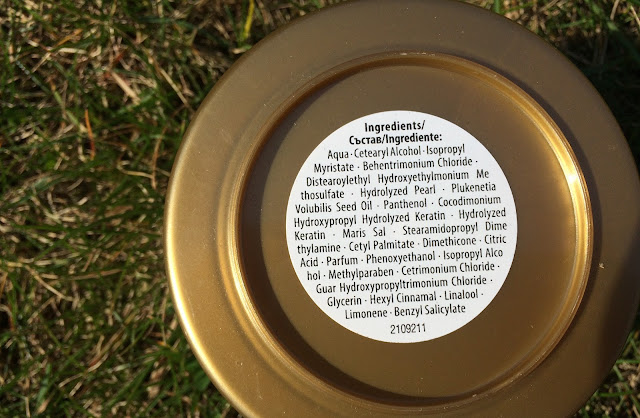 Ingredients/
Състав/Ingrediente:
Aqua · Cetearyl Alcohol · Isopropyl
Myristate · Behentrimonium Chloride ·
Distearoylethyl Hydroxyethylmonium Me
thosulfate · Hydrolyzed Pearl · Plukenetia
Volubilis Seed Oil · Panthenol · Cocodimonium
Hydroxypropyl Hydrolyzed Keratin · Hydrolyzed
Keratin · Maris Sal · Stearamidopropyl Dime
thylamine · Cetyl Palmitate · Dimethicone · Citric
Acid · Parfum · Phenoxyethanol · Isopropyl Alco
hol · Methylparaben · Cetrimonium Chloride ·
Guar Hydroxypropyltrimonium Chloride ·
Glycerin · Hexyl Cinnamal · Linalool ·
Limonene · Benzyl Salicylate
2109211